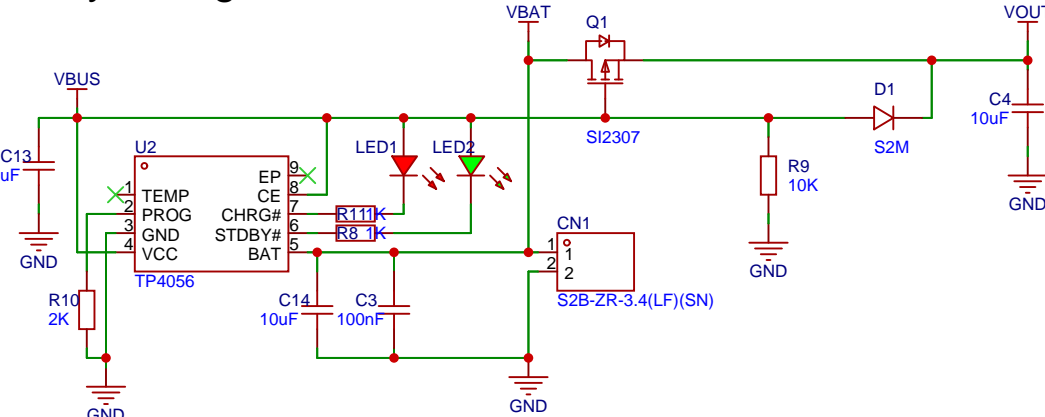 VBAT
Q1
VOUT
VBUS
D1
C4
10uF
SI2307
S2M
C13
uF
U2
LED1
LED2
R9
10K
EP
9
1
TEMP
CE
8
2
PROG
CHRG#
7
R11
1K
3
GND
STDBY#
6
R8
1K
4
VCC
BAT
5
CN1
1
1
2
2
GND
GND
GND
TP4056
S2B-ZR-3.4(LF)(SN)
R10
2K
C14
10uF
C3
100nF
GND
GND